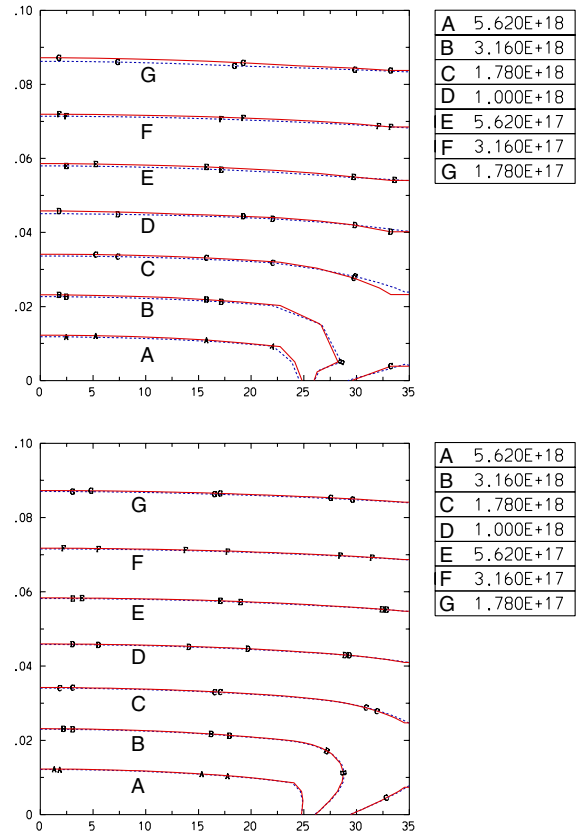 .10
.08
.06
.04
.02
0
0 5 10 15 20 25 30 35
G
F
E
D
C
B
A
A 5.620E+18
B 3.160E+18
C 1.780E+18
D 1.000E+18
E 5.620E+17
F 3.160E+17
G 1.780E+17
.10
.08
.06
.04
.02
0
0 5 10 15 20 25 30 35
G
F
E
D
C
B
A
A 5.620E+18
B 3.160E+18
C 1.780E+18
D 1.000E+18
E 5.620E+17
F 3.160E+17
G 1.780E+17